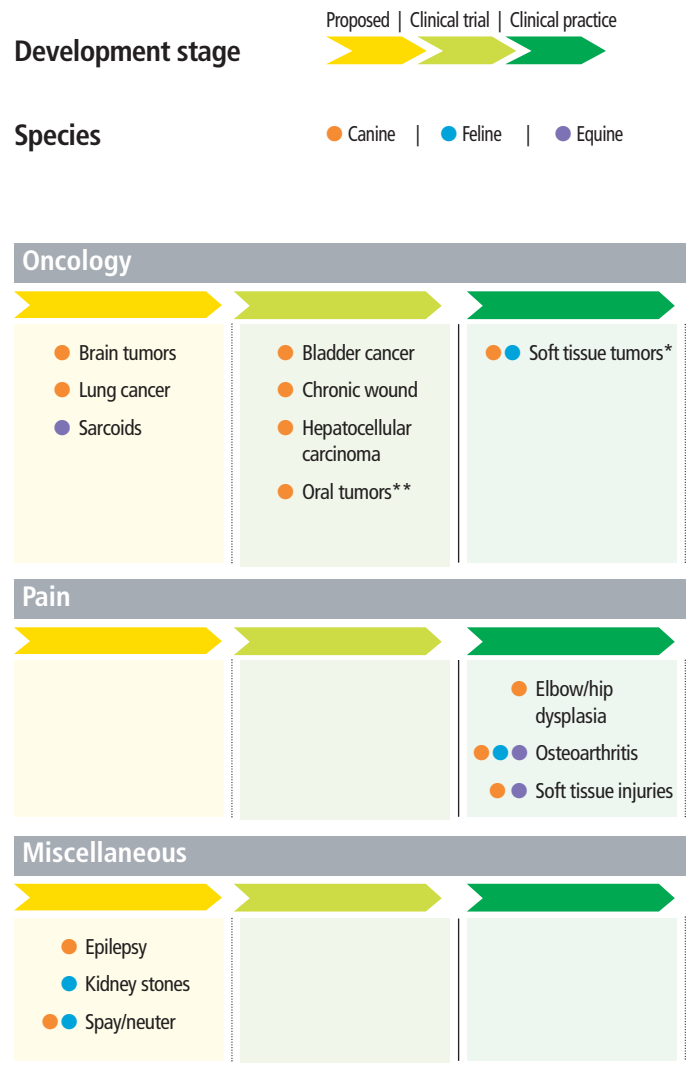 Proposed | Clinical trial | Clinical practice
Development stage
Species
Canine | Feline | Equine
Oncology
Brain tumors
Lung cancer
Sarcoids
Bladder cancer
Chronic wound
Hepatocellular
carcinoma
Oral tumors**
Soft tissue tumors*
Pain
Elbow/hip
dysplasia
Osteoarthritis
Soft tissue injuries
Miscellaneous
Epilepsy
Kidney stones
Spay/neuter